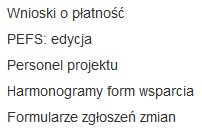 Wnioski o płatność
PEFS: edycja
Personel projektu
Harmonogramy form wsparcia
Formularze zgłoszeń zmian